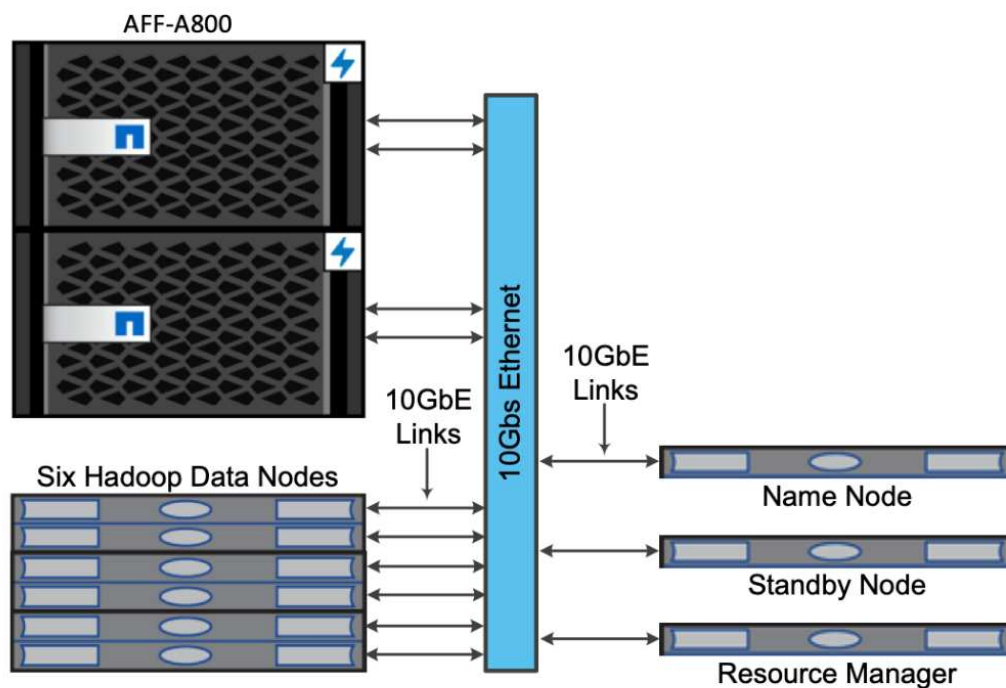 AFF-A800
10Gbs Ethernet
10GbE
Links
10GbE
Links
Six Hadoop Data Nodes
Name Node
Standby Node
Resource Manager